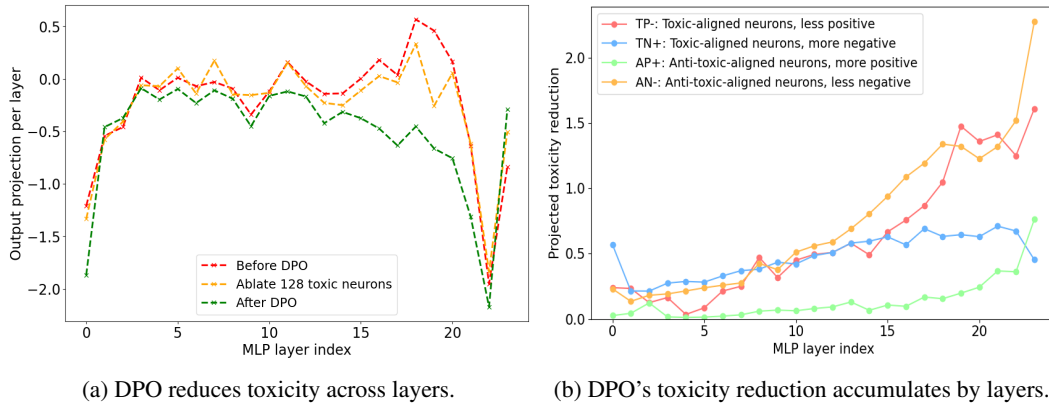 Output projection per layer
0.5
0.0
−0.5
−1.0
−1.5
−2.0
Before DPO
Ablate 128 toxic neurons
After DPO
0 5 10 15 20
MLP layer index
(a) DPO reduces toxicity across layers.
Projected toxicity reduction
2.0
1.5
1.0
0.5
0.0
TP-: Toxic-aligned neurons, less positive
TN+: Toxic-aligned neurons, more negative
AP+: Anti-toxic-aligned neurons, more positive
AN-: Anti-toxic-aligned neurons, less negative
0 5 10 15 20
MLP layer index
(b) DPO's toxicity reduction accumulates by layers.